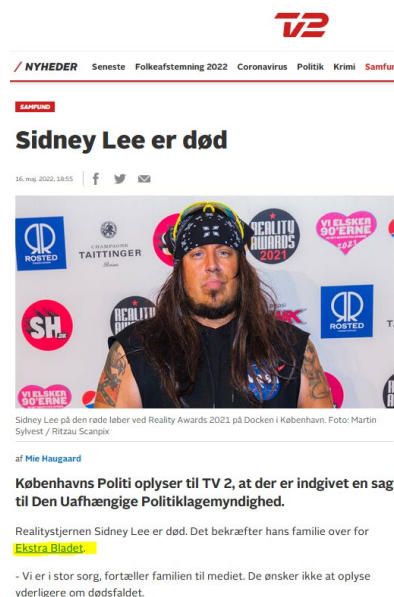 TV2
/ NYHEDER Seneste Folkeafstemning 2022 Coronavirus Politik Krimi Samfu
SAMFUND
Sidney Lee er død
16. maj. 2022, 18:55
f
ROSTED
CHAMPAGNE
TAITTINGER
Reims
REALITY
AWARDS
2021
VI ELSKER
90'ERNE
2021
SH
REALITY
ROSTED
T
VI ELSKER
90'ERNE
Sidney Lee på den røde løber ved Reality Awards 2021 på Docken i København. Foto: Martin
Sylvest / Ritzau Scanpix
af Mie Haugaard
Københavns Politi oplyser til TV 2, at der er indgivet en sag
til Den Uafhængige Politiklagemyndighed.
Realitystjernen Sidney Lee er død. Det bekræfter hans familie over for
Ekstra Bladet.
- Vi er i stor sorg, fortæller familien til mediet. De ønsker ikke at oplyse
yderligere om dødsfaldet.